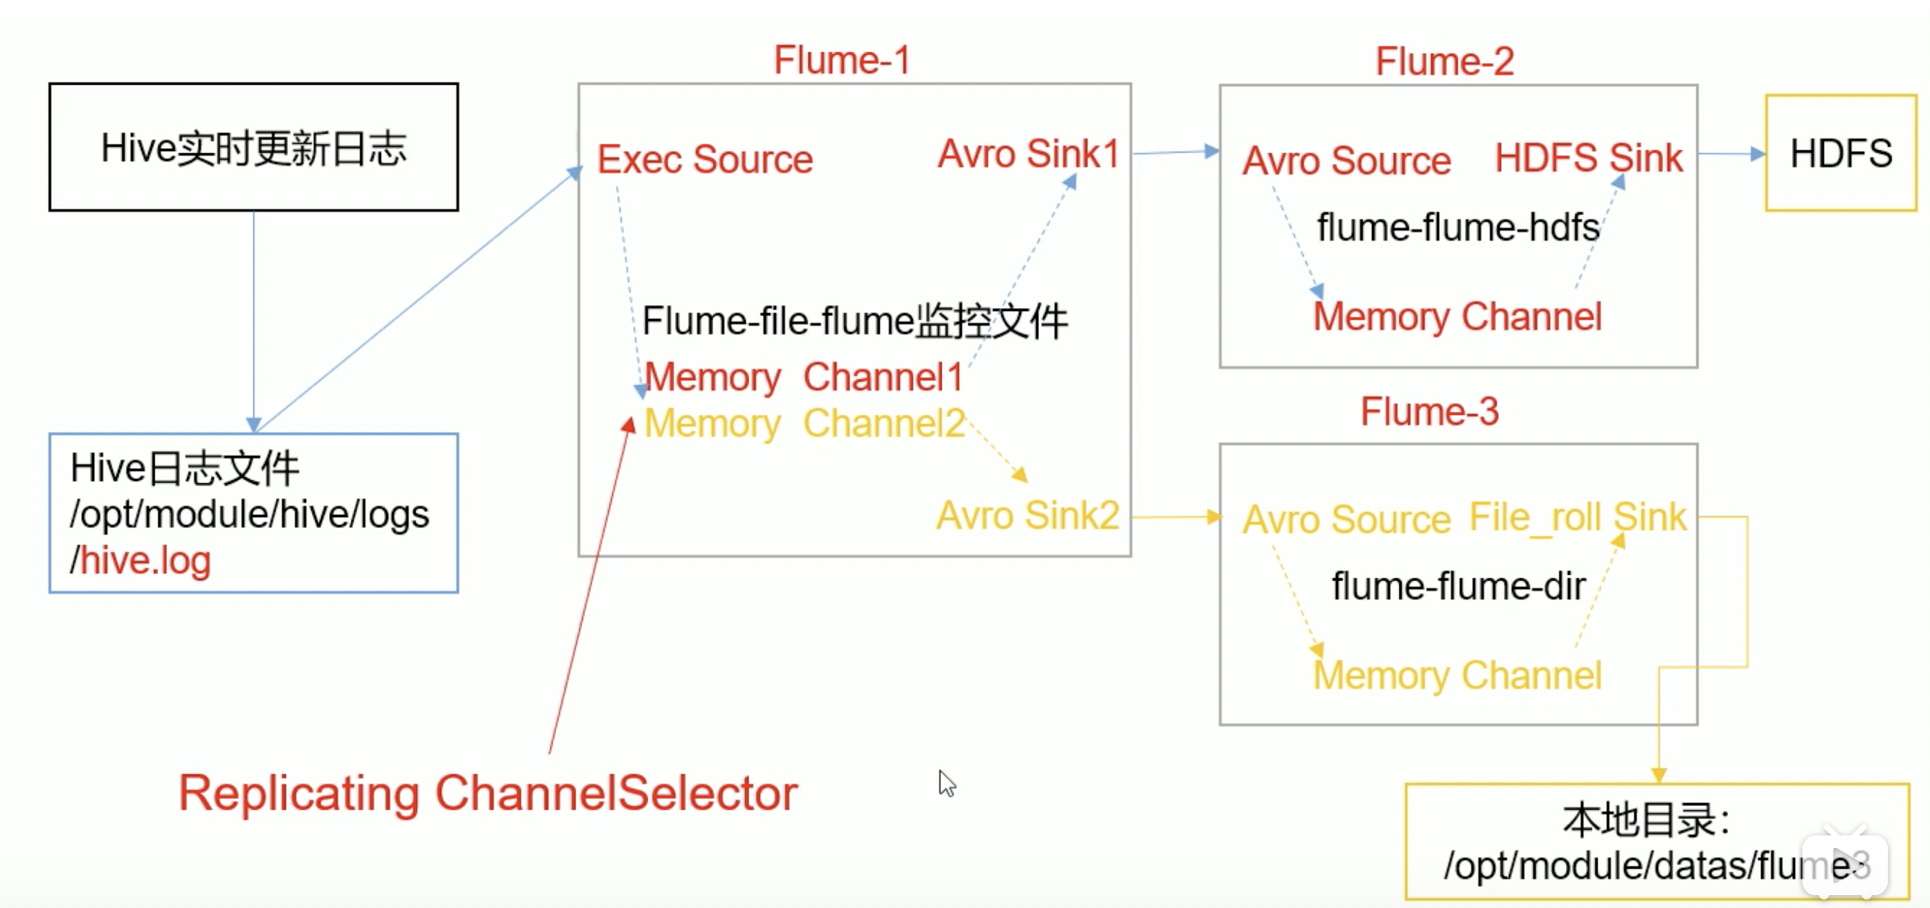 Hive实时更新日志
Hive日志文件
/opt/module/hive/logs
/hive.log
Flume-1
Exec Source
Avro Sink1
Flume-file-flume监控文件
Memory Channel1
Memory Channel2
Avro Sink2
Replicating ChannelSelector
Flume-2
Avro Source HDFS Sink
flume-flume-hdfs
Memory Channel
HDFS
Flume-3
Avro Source File_roll Sink
flume-flume-dir
Memory Channel
本地目录：
/opt/module/datas/flume3